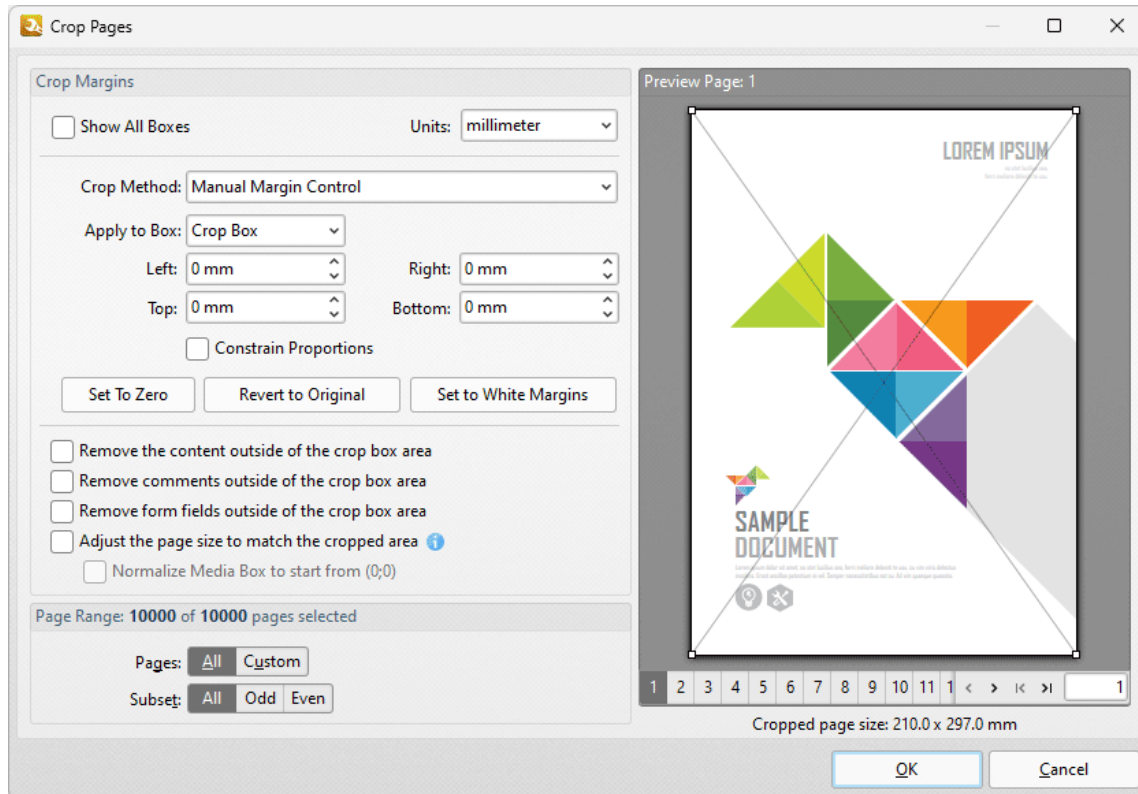 Crop Pages
Crop Margins
Show All Boxes
Units: millimeter
Crop Method: Manual Margin Control
Apply to Box: Crop Box
Left: 0 mm Right: 0 mm
Top: 0 mm Bottom: 0 mm
Constrain Proportions
Set To Zero Revert to Original Set to White Margins
Remove the content outside of the crop box area
Remove comments outside of the crop box area
Remove form fields outside of the crop box area
Adjust the page size to match the cropped area
Normalize Media Box to start from (0;0)
Page Range: 10000 of 10000 pages selected
Pages: All Custom
Subset: All Odd Even
Preview Page: 1
LOREM IPSUM
SAMPLE
DOCUMENT
1 2 3 4 5 6 7 8 9 10 11 1 1
Cropped page size: 210.0 x 297.0 mm
OK Cancel